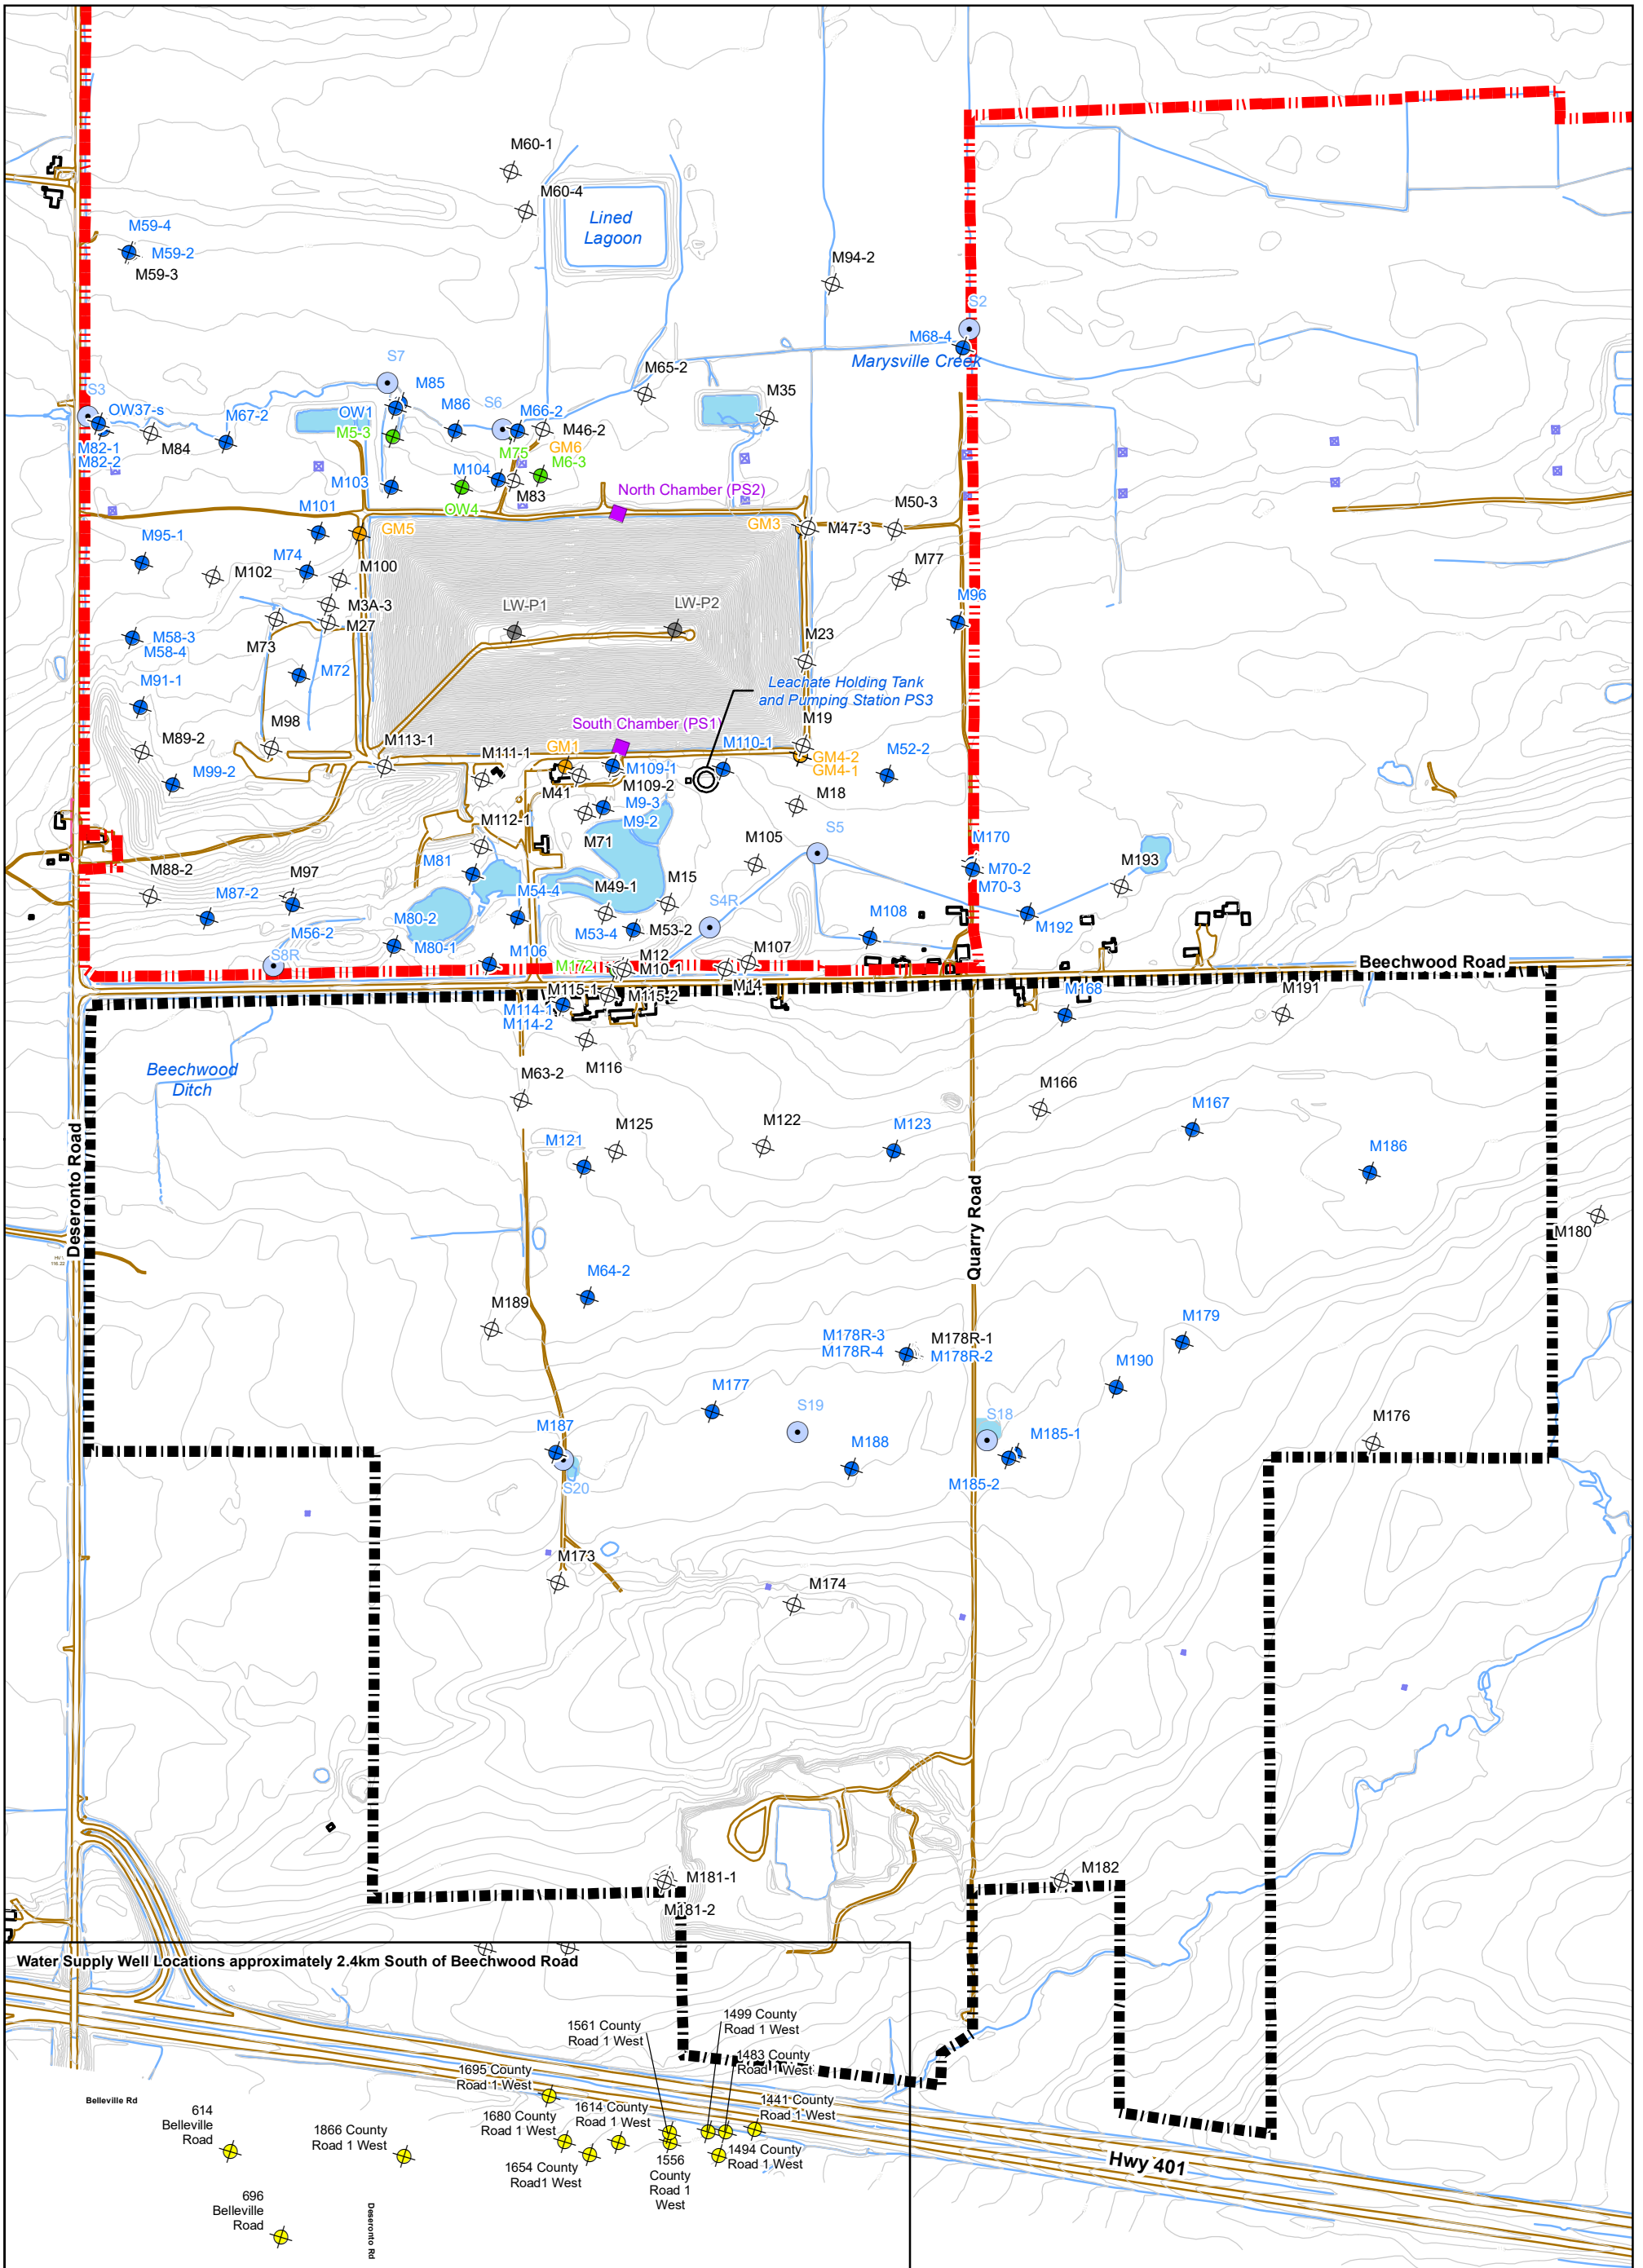 M60-1
M60-4
Lined
Lagoon
M59-4
M59-2
M59-3
M94-2
S2
M68-4
Marysville Creek
S7
M65-2
M85
M35
S3
OW37-s
M67-2
OW1
M86
S6
M66-2
M46-2
M5-3
M82-1
M82-2
M84
M75
GM6
M6-3
M104
M103
M83
North Chamber (PS2)
OW4
M101
GM5
GM3
M47-3
M50-3
M95-1
M74
M100
M102
M77
M3A-3
M27
LW-P1
LW-P2
M96
M58-3
M58-4
M73
M23
M72
M91-1
Leachate Holding Tank
and Pumping Station PS3
M98
South Chamber (PS1)
M19
M89-2
M113-1
M111-1
GM1
M110-1
GM4-2
GM4-1
M52-2
M99-2
M109-1
M41
M109-2
M9-3
M9-2
M18
M112-1
M71
M105
S5
M170
M70-2
M70-3
M193
M88-2
M97
M81
M87-2
M54-4
M49-1
M15
S4R
M56-2
M80-2
M80-1
M53-4
M53-2
M108
M192
S8R
M106
M172
M12
M10-1
M107
M14
Beechwood Road
M115-1
M115-2
M114-1
M114-2
M168
M191
M116
Beechwood
Ditch
M63-2
M166
M167
M125
M122
M123
M121
M186
Deseronto Road
Quarry Road
M180
M64-2
M189
M178R-3
M178R-4
M178R-1
M178R-2
M179
M190
M177
S19
S18
M176
M187
M188
M185-1
M185-2
S20
M173
M174
M181-1
M181-2
M182
Water Supply Well Locations approximately 2.4km South of Beechwood Road
1499 County
Road 1 West
1561 County
Road 1 West
1483 County
Road 1 West
1695 County
Road 1 West
1441 County
Road 1 West
Belleville Rd
614
Belleville
Road
1866 County
Road 1 West
1680 County
Road 1 West
1614 County
Road 1 West
1654 County
Road1 West
1556
County
Road 1
West
1494 County
Road 1 West
Hwy 401
696
Belleville
Road
Deseronto Rd